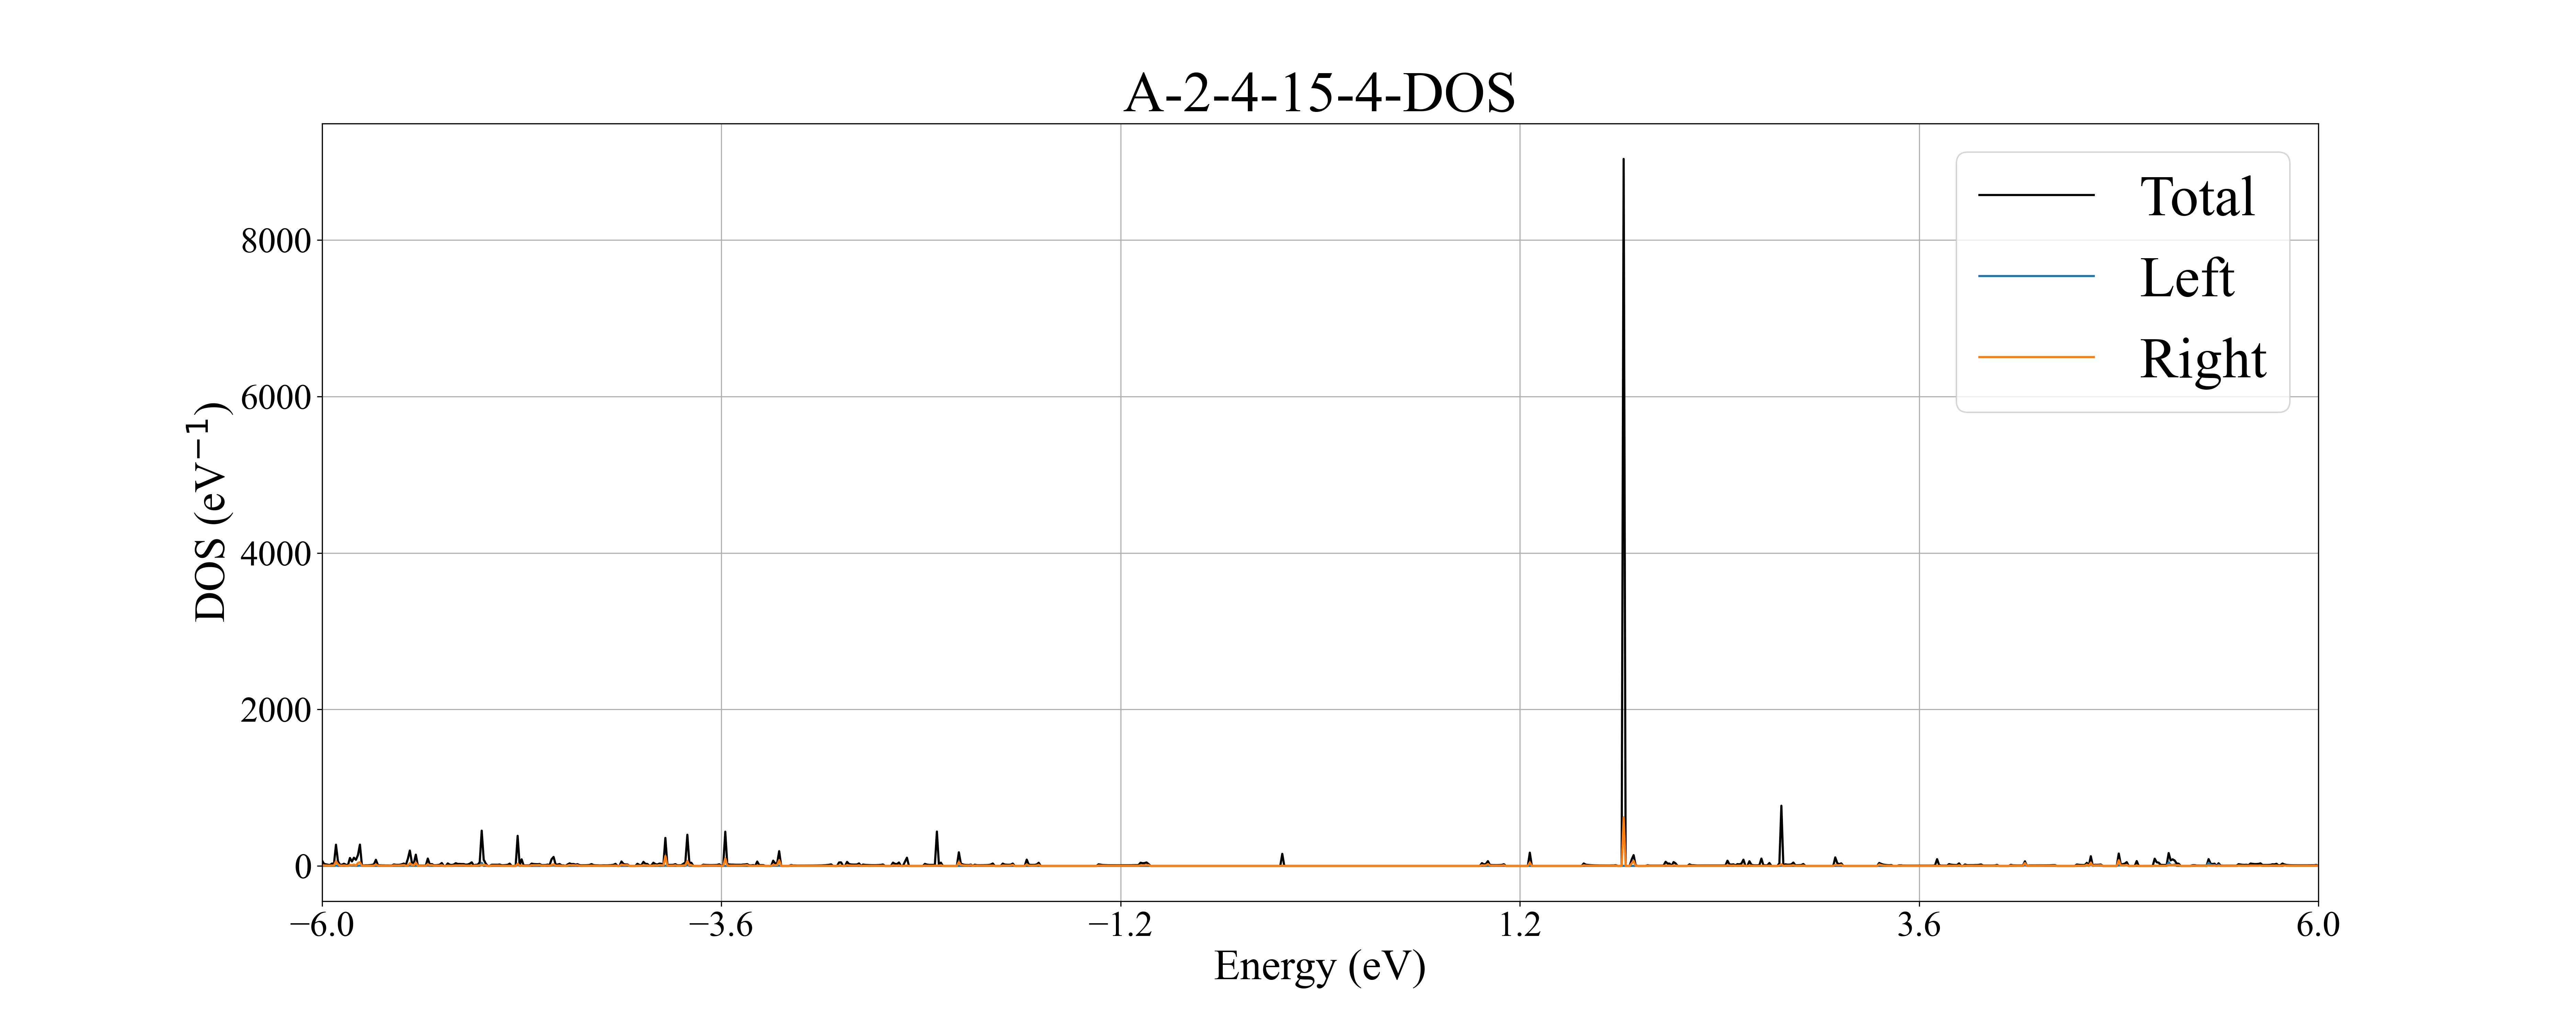 A-2-4-15-4-DOS
Total
Left
Right
8000
6000
4000
2000
0
DOS (eV⁻¹)
−6.0 −3.6 −1.2 1.2 3.6 6.0
Energy (eV)